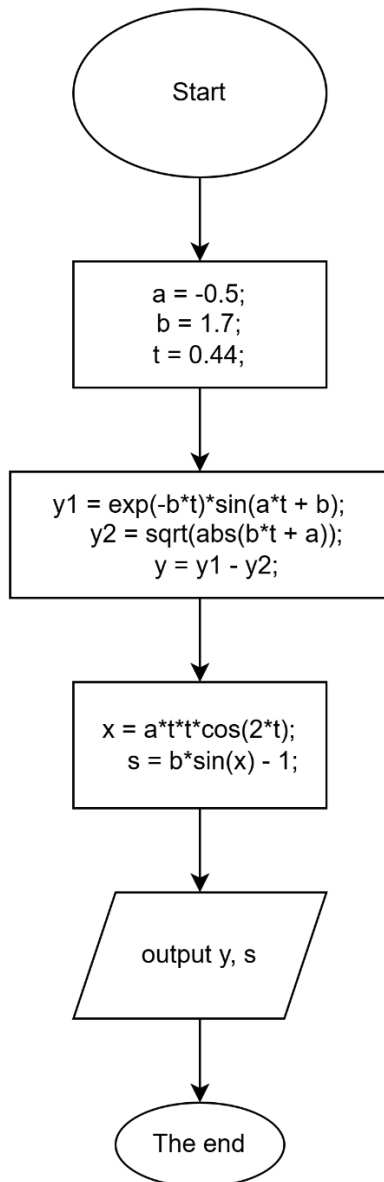 Start
a = -0.5;
b = 1.7;
t = 0.44;
y1 = exp(-b*t)*sin(a*t + b);
y2 = sqrt(abs(b*t + a));
y = y1 - y2;
x = a*t*t*cos(2*t);
s = b*sin(x) - 1;
output y, s
The end